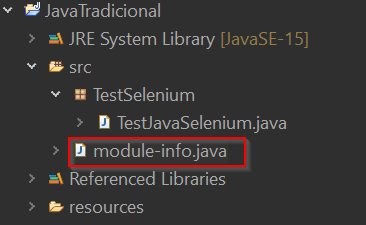 JavaTradicional
JRE System Library [JavaSE-15]
src
TestSelenium
TestJavaSelenium.java
module-info.java
Referenced Libraries
resources